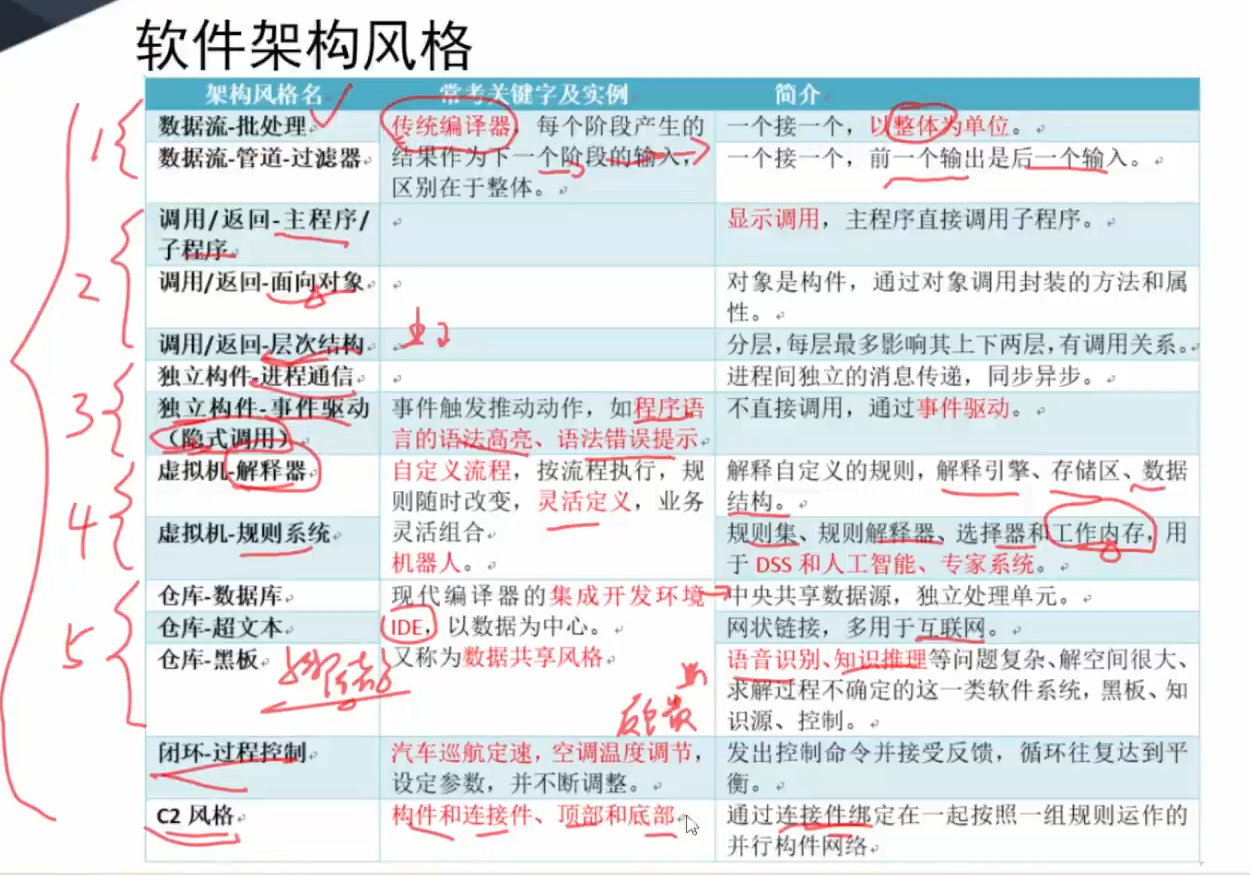 软件架构风格
架构风格名 常考关键字及实例 简介
数据流-批处理
数据流-管道-过滤器
传统编译器，每个阶段产生的
结果作为下一个阶段的输入，
区别在于整体。
一个接一个，以整体为单位。
一个接一个，前一个输出是后一个输入。
调用/返回-主程序/
子程序
显示调用，主程序直接调用子程序。
调用/返回-面向对象
对象是构件，通过对象调用封装的方法和属
性。
调用/返回-层次结构
分层，每层最多影响其上下两层，有调用关系。
独立构件-进程通信
进程间独立的消息传递，同步异步。
独立构件-事件驱动
（隐式调用）
事件触发推动动作，如程序语
言的语法高亮、语法错误提示
不直接调用，通过事件驱动。
虚拟机-解释器
虚拟机-规则系统
自定义流程，按流程执行，规
则随时改变，灵活定义，业务
灵活组合
机器人。
解释自定义的规则，解释引擎、存储区、数据
结构。
规则集、规则解释器、选择器和工作内存，用
于 DSS 和人工智能、专家系统。
仓库-数据库
仓库-超文本
仓库-黑板
现代编译器的集成开发环境
IDE，以数据为中心。
又称为数据共享风格
中央共享数据源，独立处理单元。
网状链接，多用于互联网。
语音识别、知识推理等问题复杂、解空间很大、
求解过程不确定的这一类软件系统，黑板、知
识源、控制。
闭环-过程控制
汽车巡航定速，空调温度调节，
设定参数，并不断调整。
发出控制命令并接受反馈，循环往复达到平
衡。
C2 风格
构件和连接件、顶部和底部
通过连接件绑定在一起按照一组规则运作的
并行构件网络
1
2
3
4
5